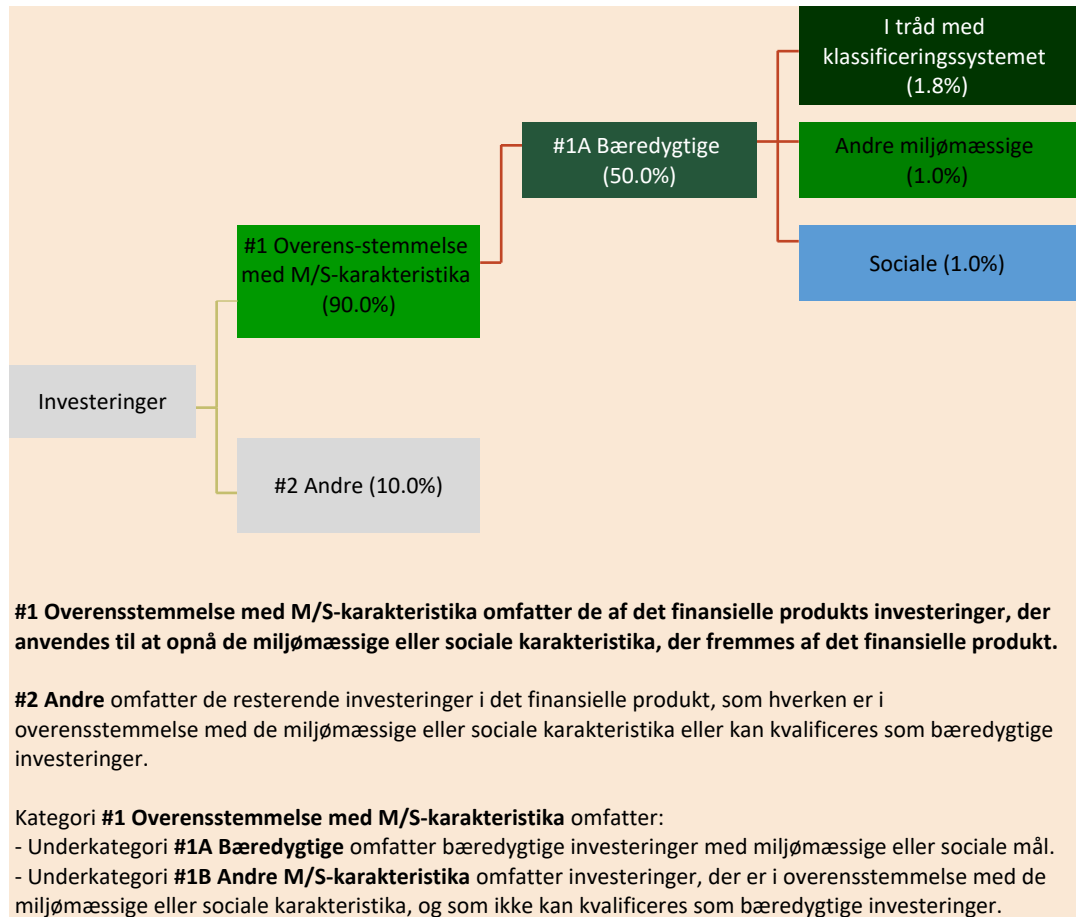 I tråd med
klassificeringssystemet
(1.8%)
#1A Bæredygtige
(50.0%)
Andre miljømæssige
(1.0%)
#1 Overens-stemmelse
med M/S-karakteristika
(90.0%)
Sociale (1.0%)
Investeringer
#2 Andre (10.0%)
#1 Overensstemmelse med M/S-karakteristika omfatter de af det finansielle produkts investeringer, der
anvendes til at opnå de miljømæssige eller sociale karakteristika, der fremmes af det finansielle produkt.
#2 Andre omfatter de resterende investeringer i det finansielle produkt, som hverken er i
overensstemmelse med de miljømæssige eller sociale karakteristika eller kan kvalificeres som bæredygtige
investeringer.
Kategori #1 Overensstemmelse med M/S-karakteristika omfatter:
- Underkategori #1A Bæredygtige omfatter bæredygtige investeringer med miljømæssige eller sociale mål.
- Underkategori #1B Andre M/S-karakteristika omfatter investeringer, der er i overensstemmelse med de
miljømæssige eller sociale karakteristika, og som ikke kan kvalificeres som bæredygtige investeringer.